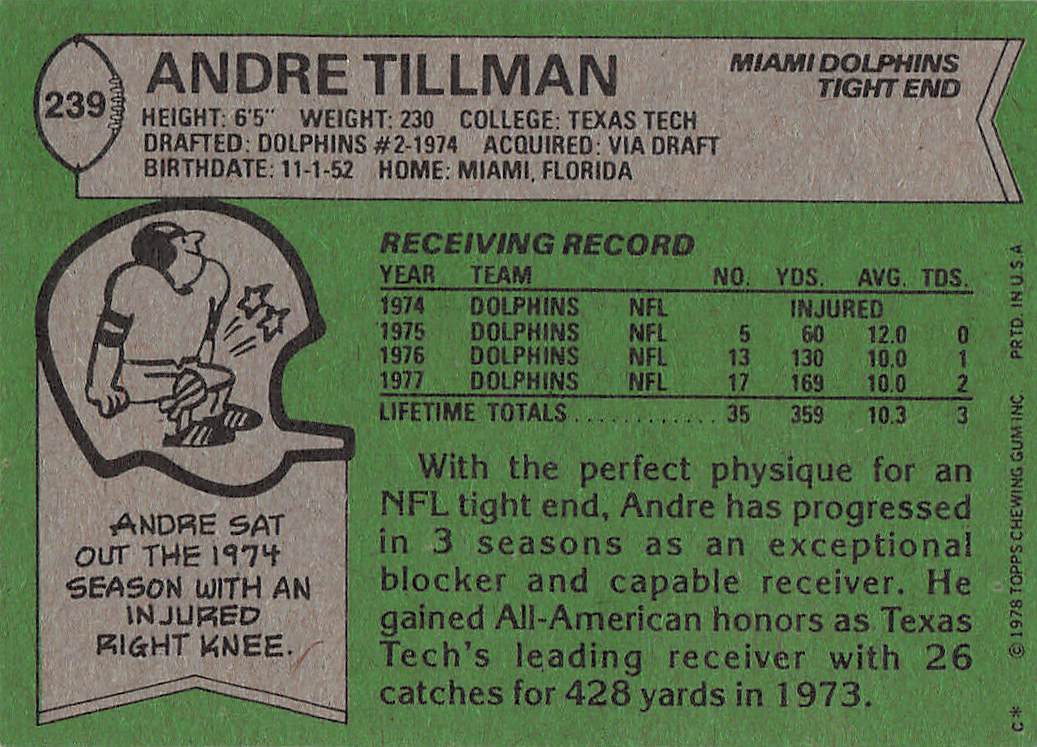 239
ANDRE TILLMAN
MIAMI DOLPHINS
TIGHT END
HEIGHT: 6'5" WEIGHT: 230 COLLEGE: TEXAS TECH
DRAFTED: DOLPHINS #2-1974 ACQUIRED: VIA DRAFT
BIRTHDATE: 11-1-52 HOME: MIAMI, FLORIDA
RECEIVING RECORD
YEAR TEAM NO. YDS. AVG. TDS.
1974 DOLPHINS NFL INJURED
1975 DOLPHINS NFL 5 60 12.0 0
1976 DOLPHINS NFL 13 130 10.0 1
1977 DOLPHINS NFL 17 169 10.0 2
LIFETIME TOTALS........... 35 359 10.3 3
With the perfect physique for an
NFL tight end, Andre has progressed
in 3 seasons as an exceptional
blocker and capable receiver. He
gained All-American honors as Texas
Tech's leading receiver with 26
catches for 428 yards in 1973.
ANDRE SAT
OUT THE 1974
SEASON WITH AN
INJURED
RIGHT KNEE.
C* © 1978 TOPPS CHEWING GUM INC. PRTD. IN U.S.A